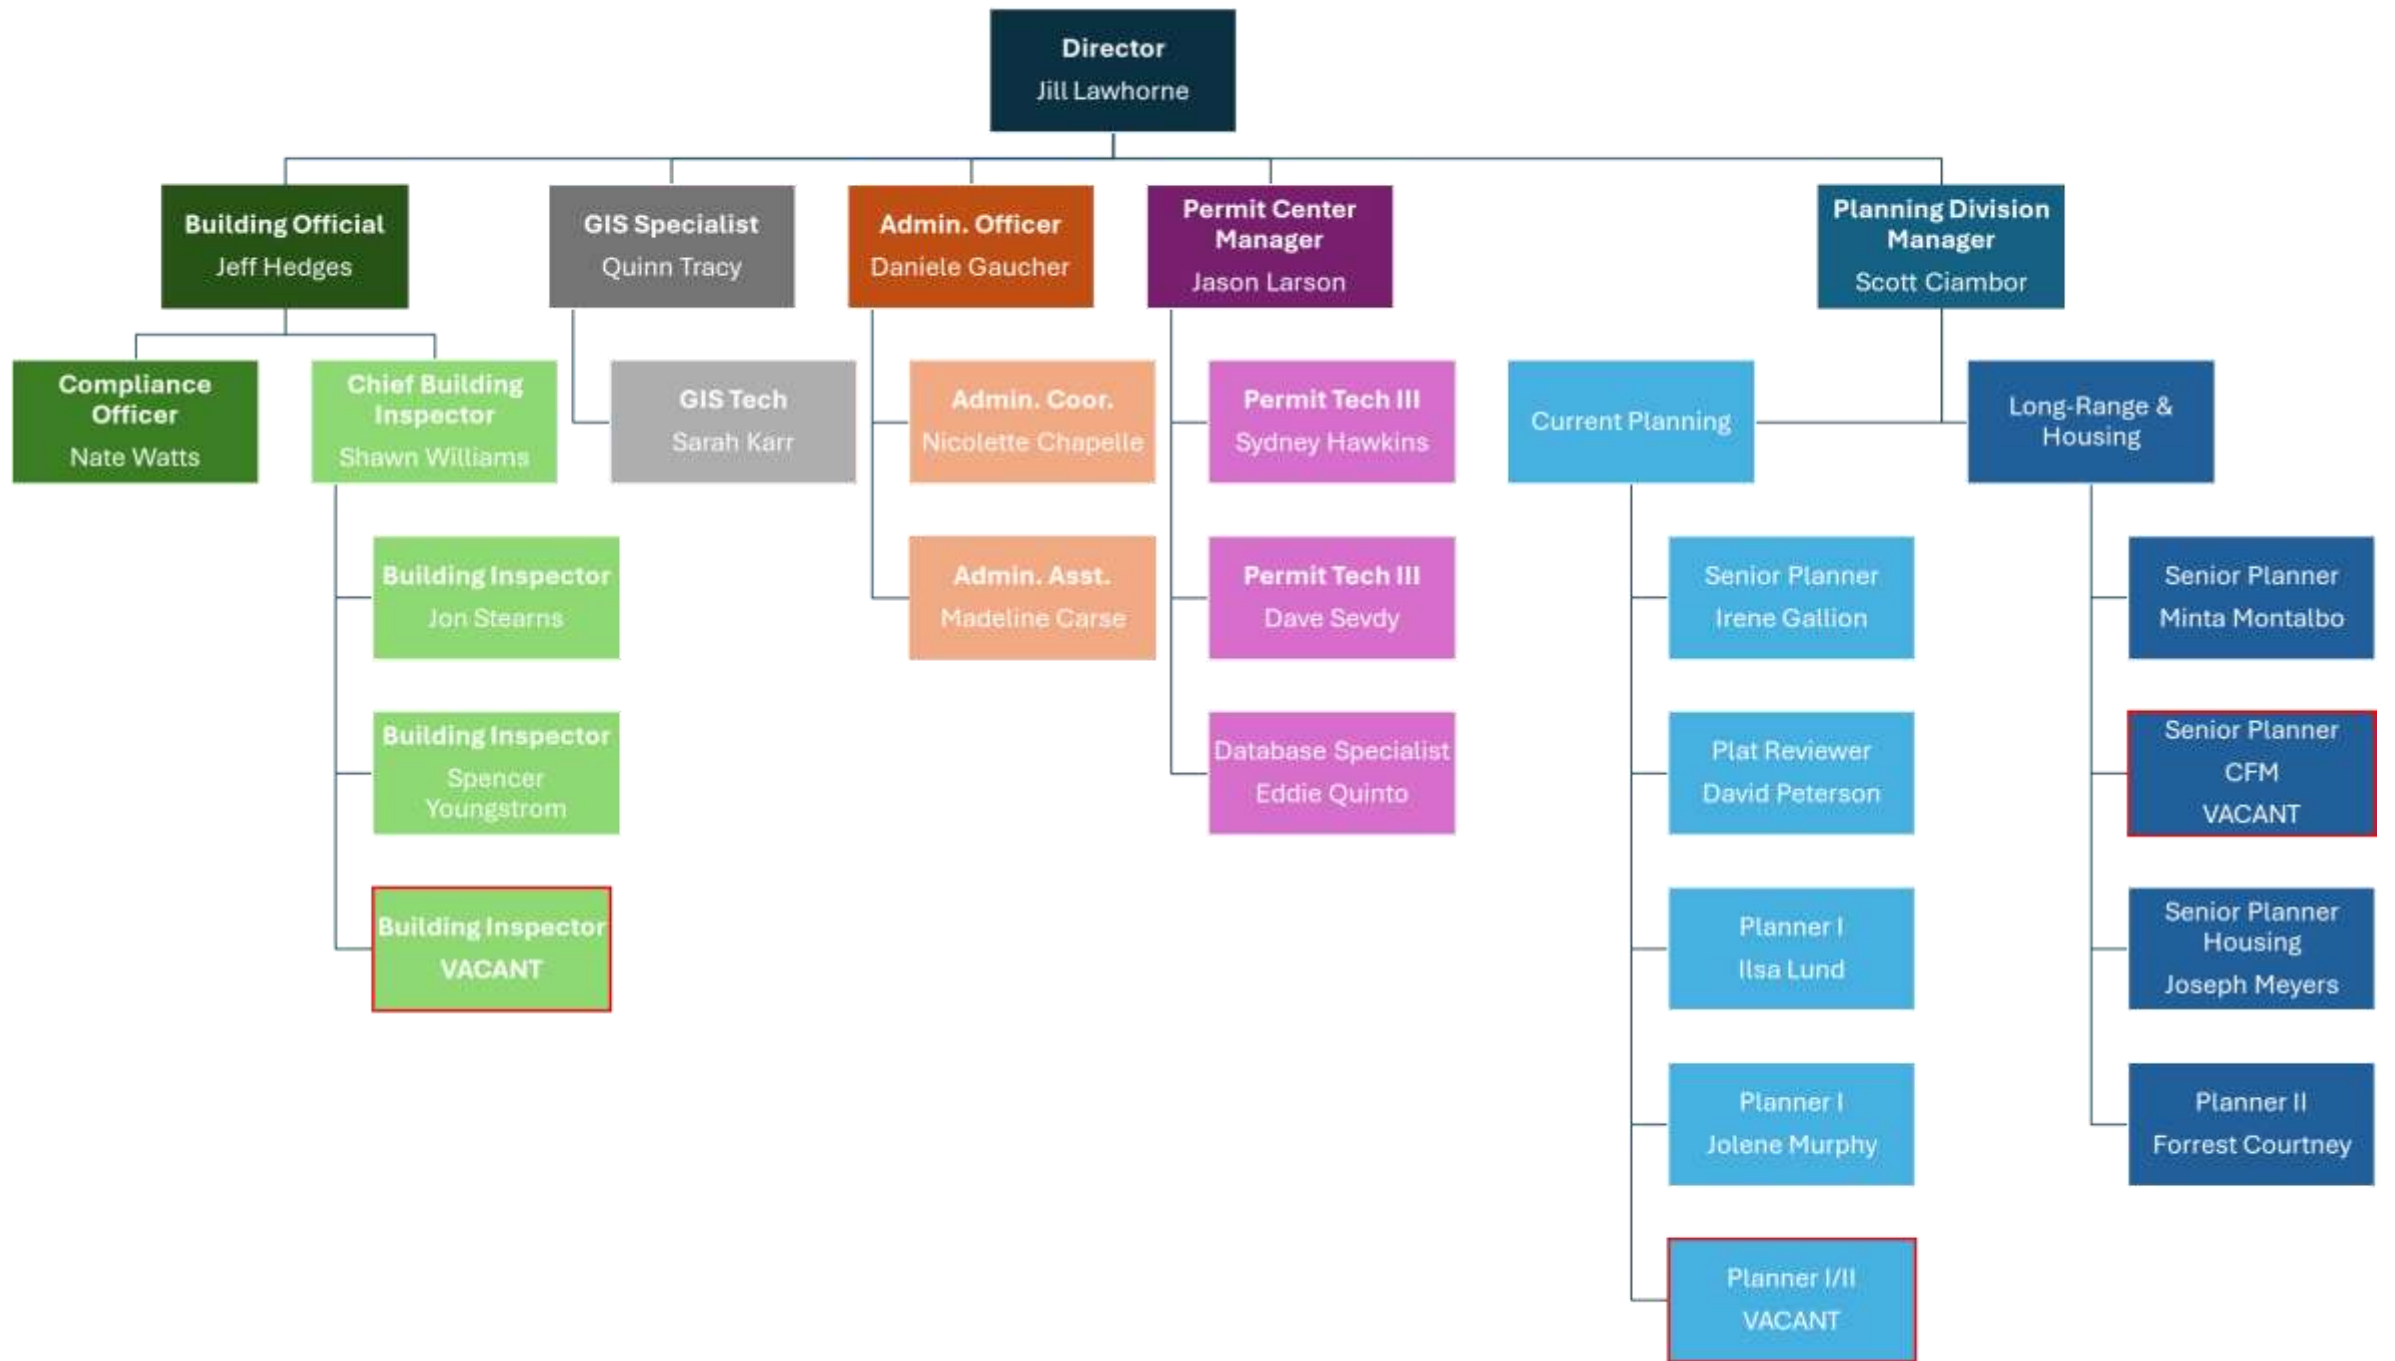 Director
Jill Lawhorne
Building Official
Jeff Hedges
GIS Specialist
Quinn Tracy
Admin. Officer
Daniele Gaucher
Permit Center
Manager
Jason Larson
Planning Division
Manager
Scott Ciambor
Compliance
Officer
Nate Watts
Chief Building
Inspector
Shawn Williams
GIS Tech
Sarah Karr
Admin. Coor.
Nicolette Chapelle
Permit Tech III
Sydney Hawkins
Current Planning
Long-Range &
Housing
Building Inspector
Jon Stearns
Admin. Asst.
Madeline Carse
Permit Tech III
Dave Sevdy
Senior Planner
Irene Gallion
Senior Planner
Minta Montalbo
Building Inspector
Spencer
Youngstrom
Database Specialist
Eddie Quinto
Plat Reviewer
David Peterson
Senior Planner
CFM
VACANT
Building Inspector
VACANT
Planner I
Ilsa Lund
Senior Planner
Housing
Joseph Meyers
Planner I
Jolene Murphy
Planner II
Forrest Courtney
Planner I/II
VACANT